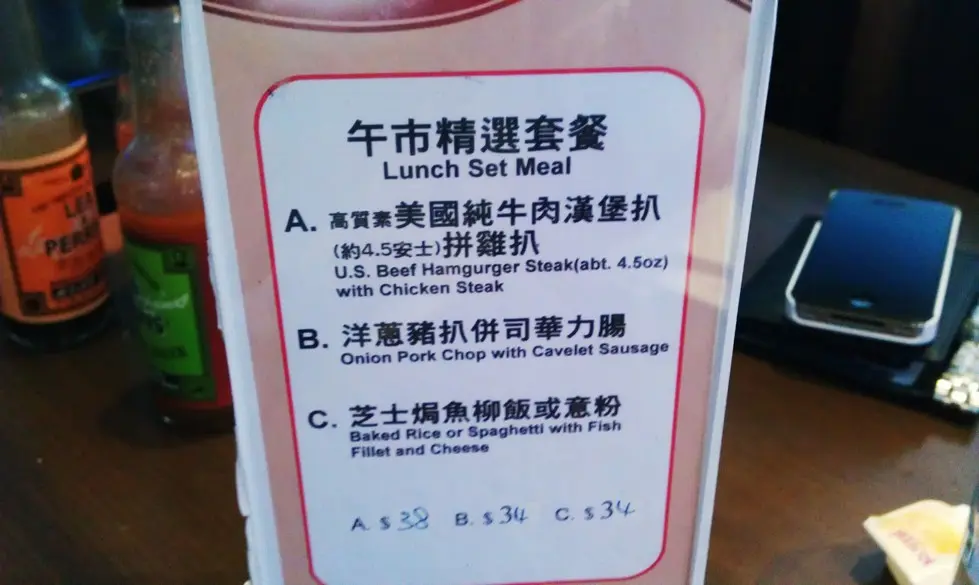 午市精選套餐
Lunch Set Meal
A. 高質素美國純牛肉漢堡扒
(約4.5安士)拼雞扒
U.S. Beef Hamgurger Steak(abt. 4.5oz)
with Chicken Steak
B. 洋蔥豬扒併司華力腸
Onion Pork Chop with Cavelet Sausage
C. 芝士焗魚柳飯或意粉
Baked Rice or Spaghetti with Fish
Fillet and Cheese
A. $38 B. $34 C. $34
LEA
PERRINS